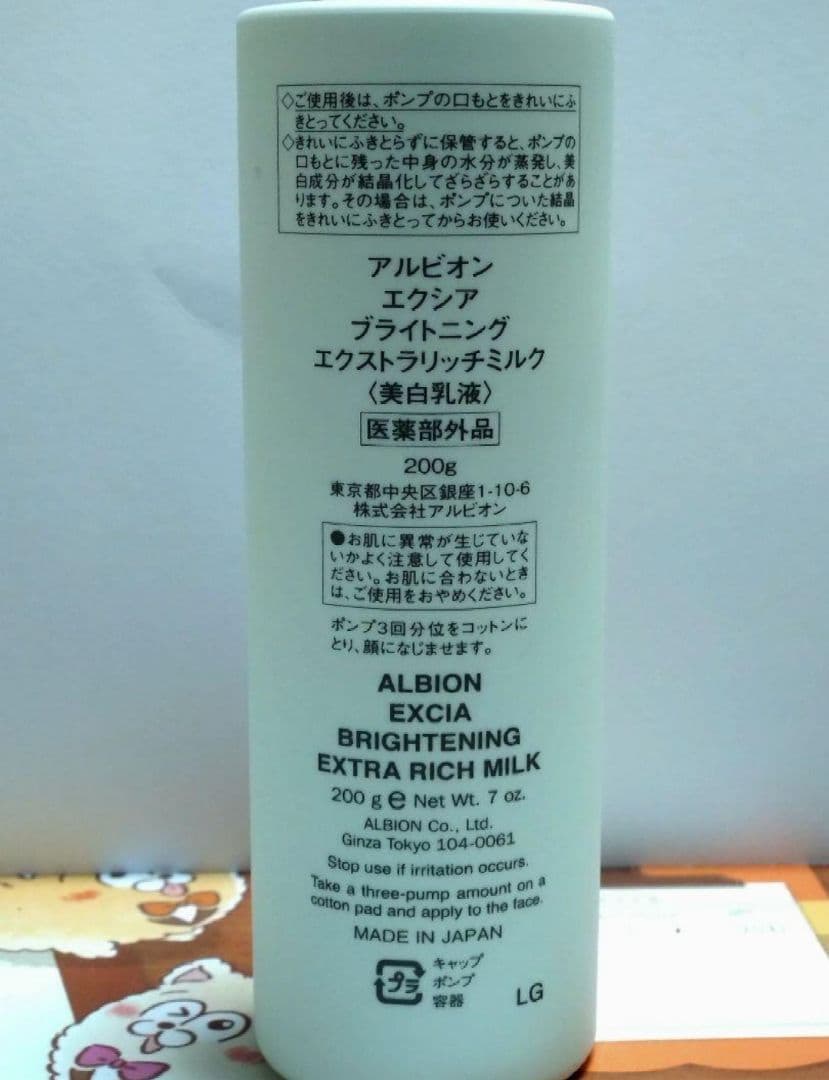 ◇ご使用後は、ポンプの口もとをきれいにふ
きとってください。
◇きれいにふきとらずに保管すると、ポンプの
口もとに残った中身の水分が蒸発し、美
白成分が結晶化してざらざらすることがあ
ります。その場合は、ポンプについた結晶
をきれいにふきとってからお使いください。
アルビオン
エクシア
ブライトニング
エクストラリッチミルク
〈美白乳液〉
医薬部外品
200g
東京都中央区銀座1-10-6
株式会社アルビオン
●お肌に異常が生じていな
いかよく注意して使用してく
ださい。お肌に合わないとき
は、ご使用をおやめください。
ポンプ3回分位をコットンに
とり、顔になじませます。
ALBION
EXCIA
BRIGHTENING
EXTRA RICH MILK
200 g ℮ Net Wt. 7 oz.
ALBION Co., Ltd.
Ginza Tokyo 104-0061
Stop use if irritation occurs.
Take a three-pump amount on a
cotton pad and apply to the face.
MADE IN JAPAN
プラ
キャップ
ポンプ
容器
LG